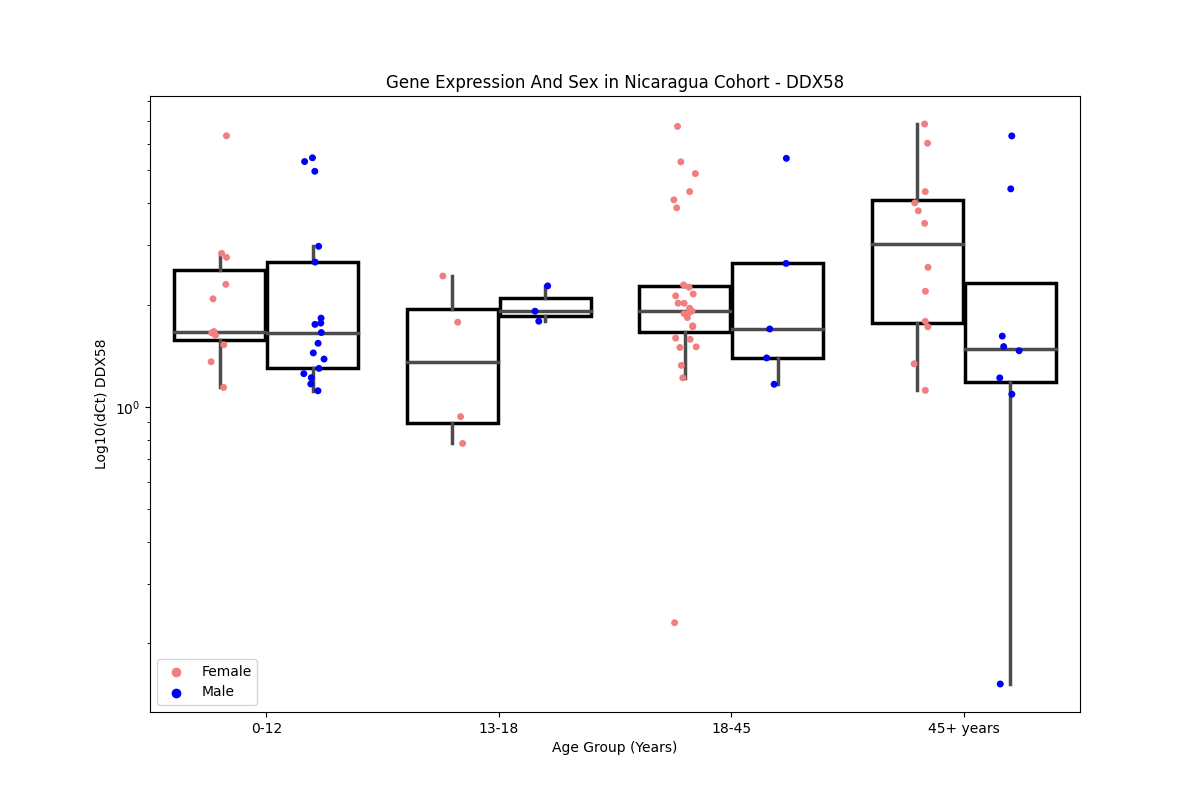 Gene Expression And Sex in Nicaragua Cohort - DDX58
Log10(dCt) DDX58
10^0
Female
Male
0-12
13-18
18-45
45+ years
Age Group (Years)